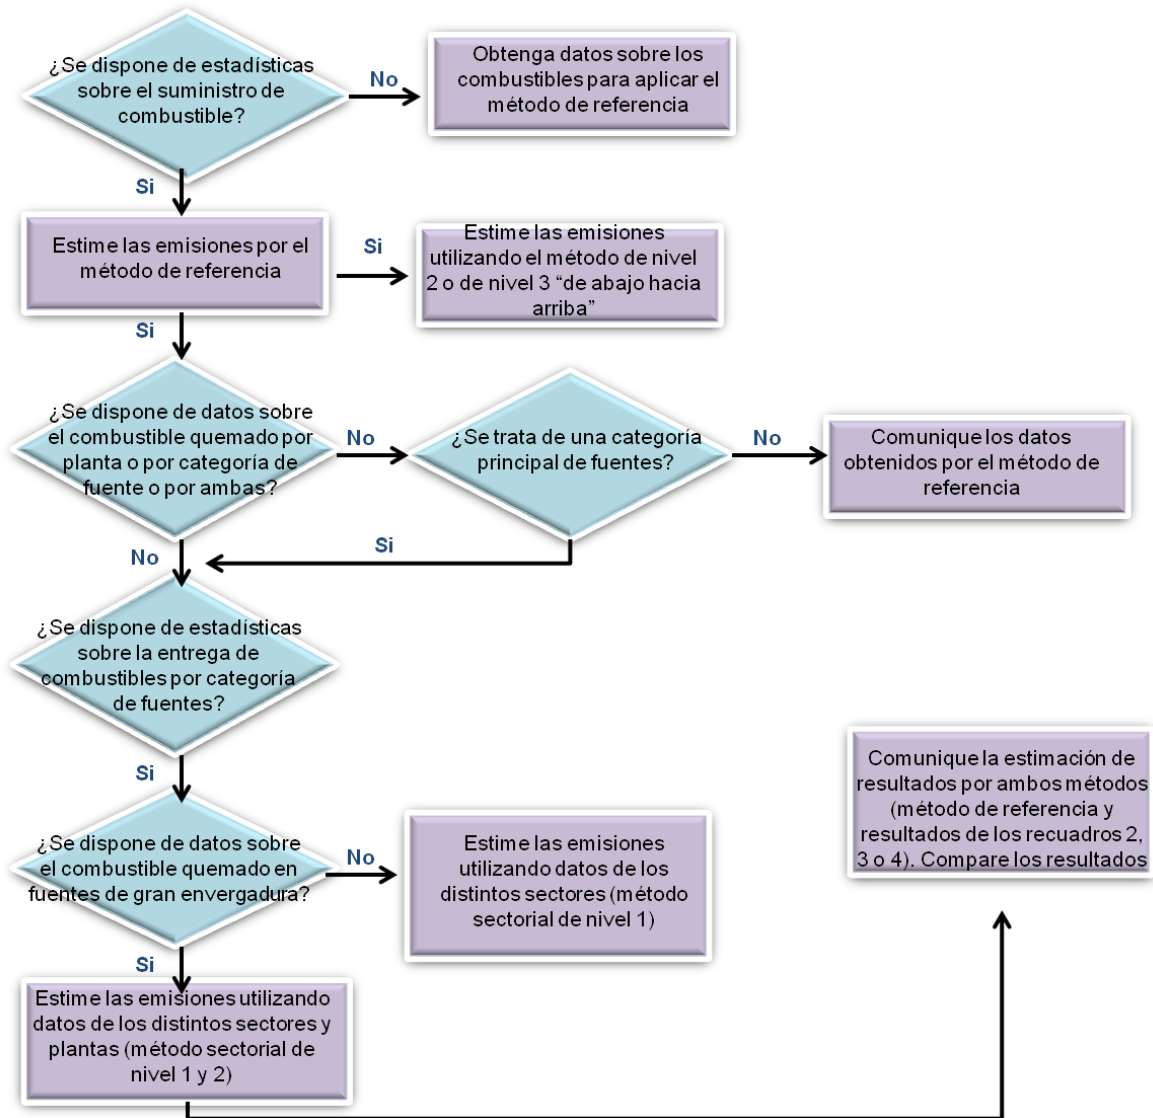 ¿Se dispone de estadísticas
sobre el suministro de
combustible?
No
Obtenga datos sobre los
combustibles para aplicar el
método de referencia
Si
Estime las emisiones por el
método de referencia
Si
Estime las emisiones
utilizando el método de nivel
2 o de nivel 3 “de abajo hacia
arriba”
Si
¿Se dispone de datos sobre
el combustible quemado por
planta o por categoría de
fuente o por ambas?
No
¿Se trata de una categoría
principal de fuentes?
No
Comunique los datos
obtenidos por el método de
referencia
Si
No
¿Se dispone de estadísticas
sobre la entrega de
combustibles por categoría
de fuentes?
Si
¿Se dispone de datos sobre
el combustible quemado en
fuentes de gran envergadura?
No
Estime las emisiones
utilizando datos de los
distintos sectores (método
sectorial de nivel 1)
Comunique la estimación de
resultados por ambos métodos
(método de referencia y
resultados de los recuadros 2,
3 o 4). Compare los resultados
Si
Estime las emisiones utilizando
datos de los distintos sectores y
plantas (método sectorial de
nivel 1 y 2)